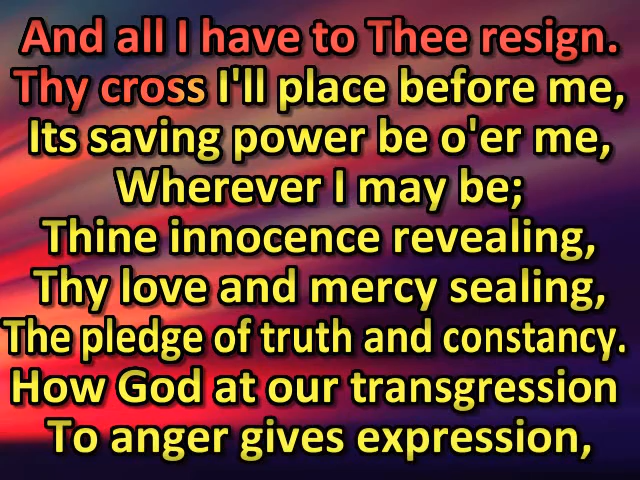 And all I have to Thee resign.
Thy cross I'll place before me,
Its saving power be o'er me,
Wherever I may be;
Thine innocence revealing,
Thy love and mercy sealing,
The pledge of truth and constancy.
How God at our transgression
To anger gives expression,